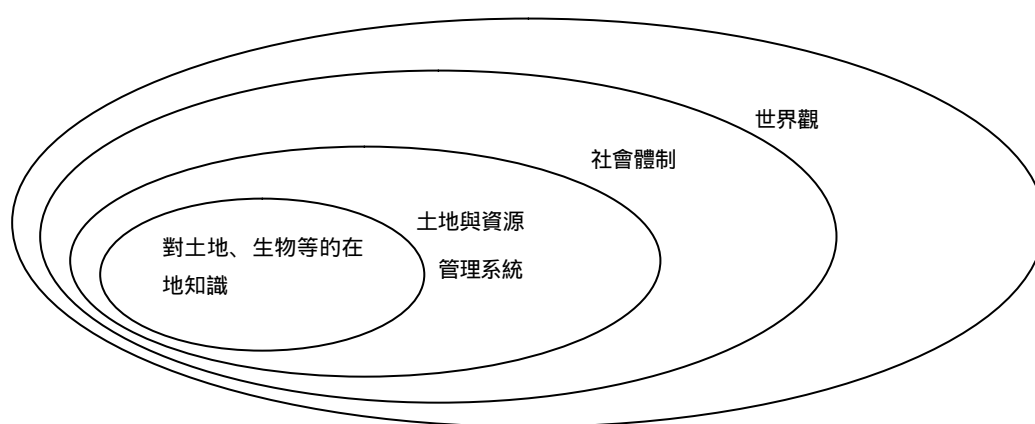 世界觀
社會體制
土地與資源
管理系統
對土地、生物等的在
地知識